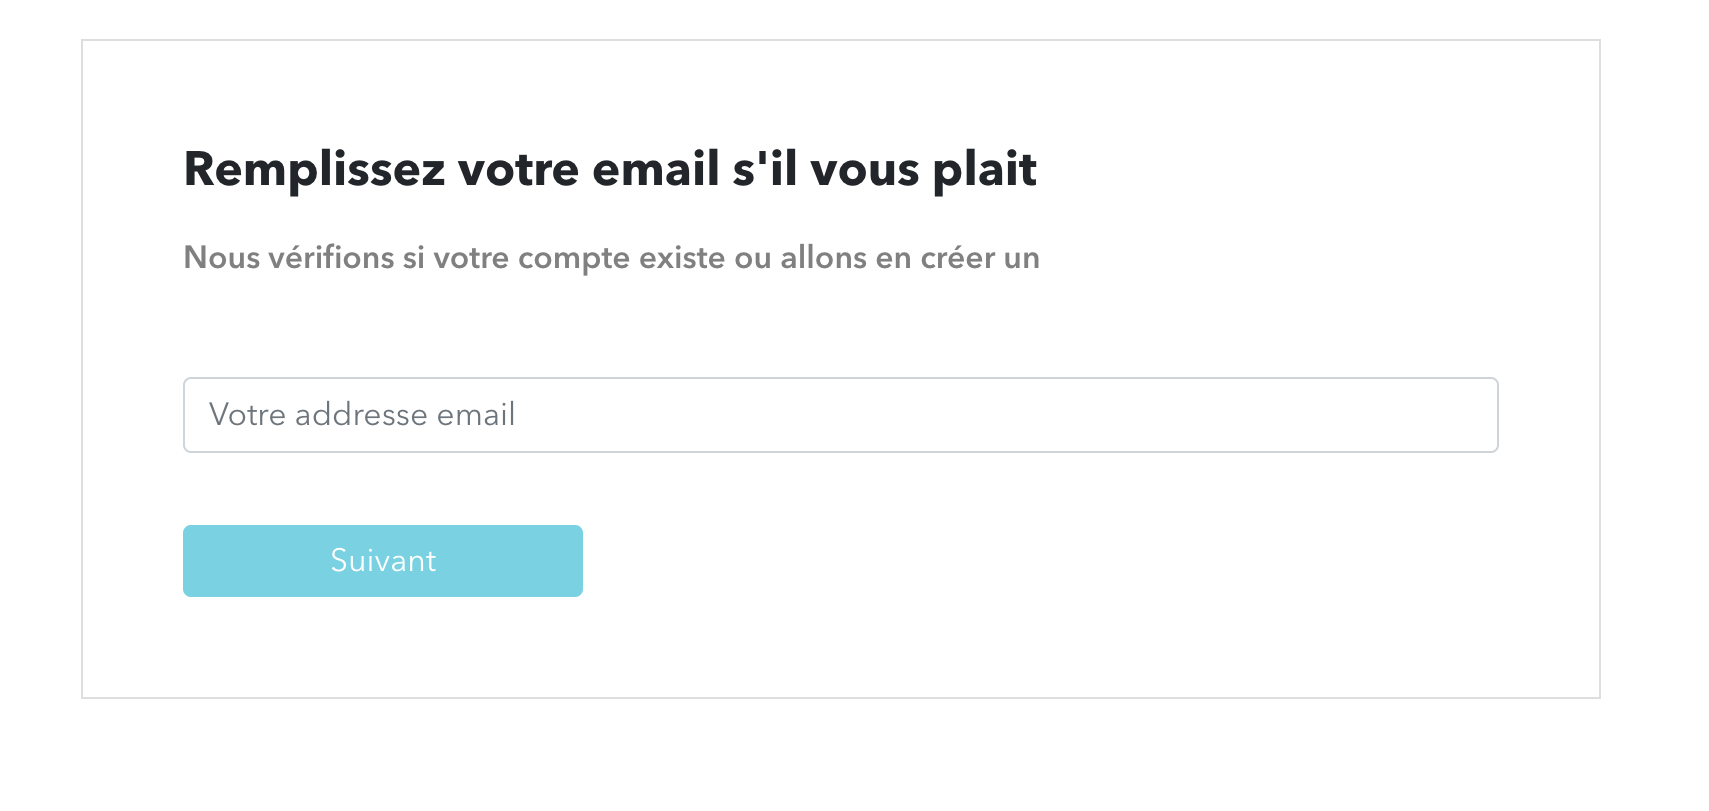 Remplissez votre email s'il vous plait
Nous vérifions si votre compte existe ou allons en créer un
Votre addresse email
Suivant